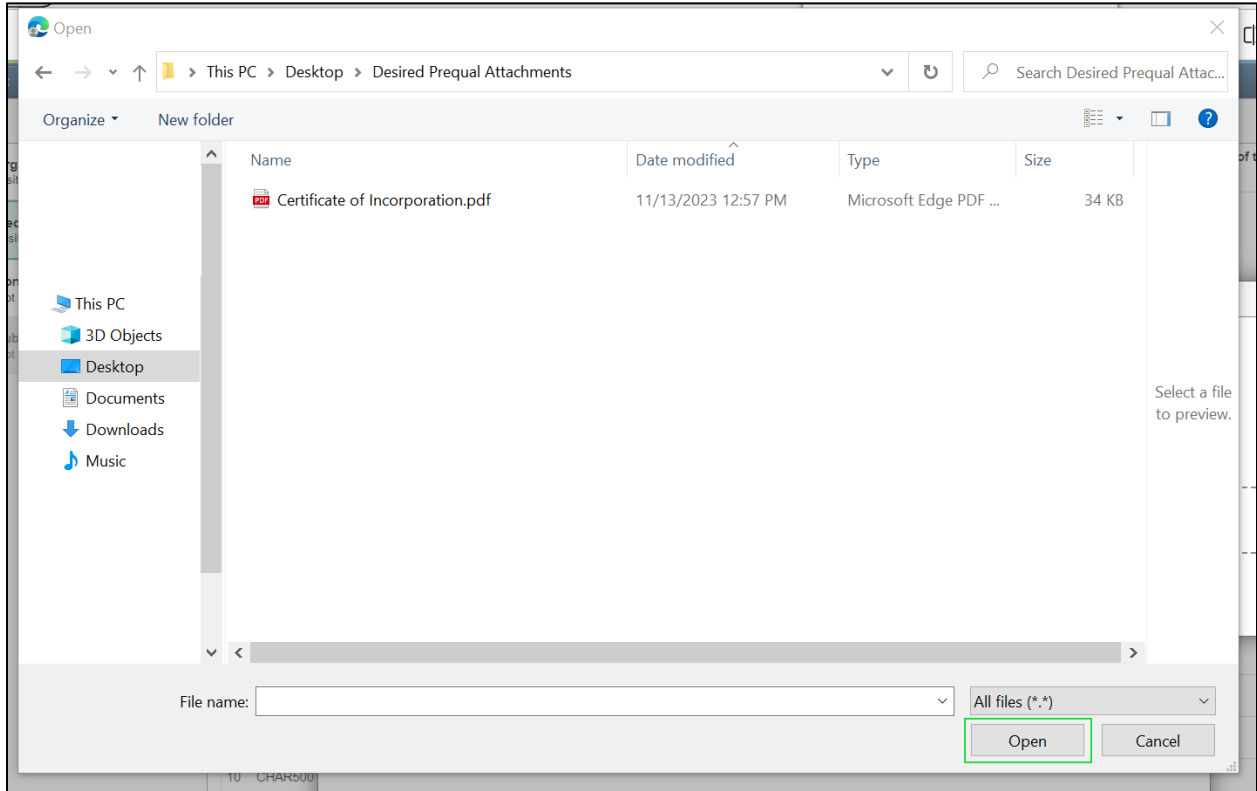 Open
This PC > Desktop > Desired Prequal Attachments
Search Desired Prequal Attac...
Organize
New folder
?
Name
Date modified
Type
Size
PDF
Certificate of Incorporation.pdf
11/13/2023 12:57 PM
Microsoft Edge PDF ...
34 KB
This PC
3D Objects
Desktop
Documents
Downloads
Music
Select a file
to preview.
File name:
All files (*.*)
Open
Cancel
10 CHAR500